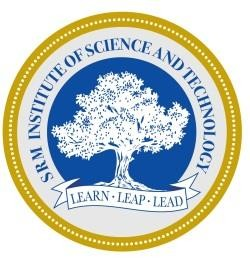 SRM INSTITUTE OF SCIENCE AND TECHNOLOGY
LEARN · LEAP · LEAD